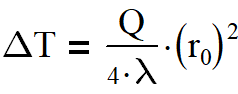 ΔT = Q/4·λ·(r₀)²